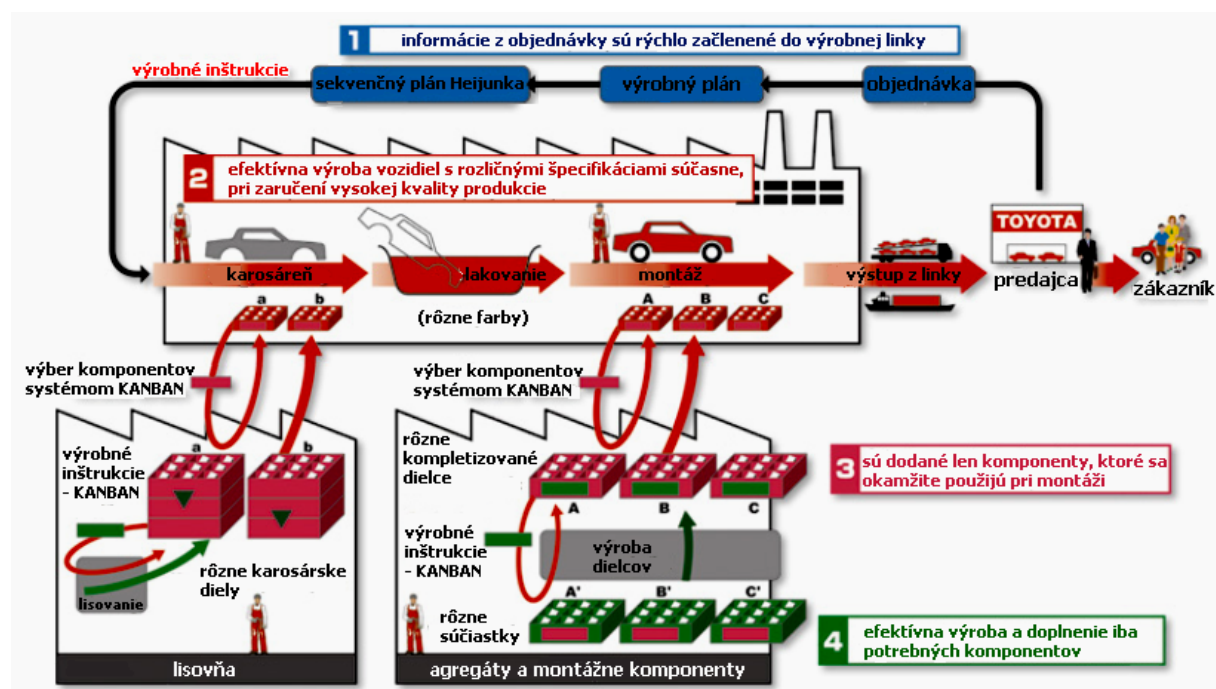 1 informácie z objednávky sú rýchlo začlenené do výrobnej linky
výrobné inštrukcie
sekvenčný plán Heijunka
výrobný plán
objednávka
2 efektívna výroba vozidiel s rozličnými špecifikáciami súčasne,
pri zaručení vysokej kvality produkcie
TOYOTA
karosáreň
lakovanie
montáž
výstup z linky
predajca
zákazník
a b
(rôzne farby)
A B C
výber komponentov
systémom KANBAN
výber komponentov
systémom KANBAN
výrobné
inštrukcie
- KANBAN
a b
lisovanie
rôzne karosárske
diely
lisovňa
rôzne
kompletizované
dielce
A B C
výrobné
inštrukcie
- KANBAN
výroba
dielcov
A' B' C'
rôzne
súčiastky
agregáty a montážne komponenty
3 sú dodané len komponenty, ktoré sa
okamžite použijú pri montáži
4 efektívna výroba a doplnenie iba
potrebných komponentov